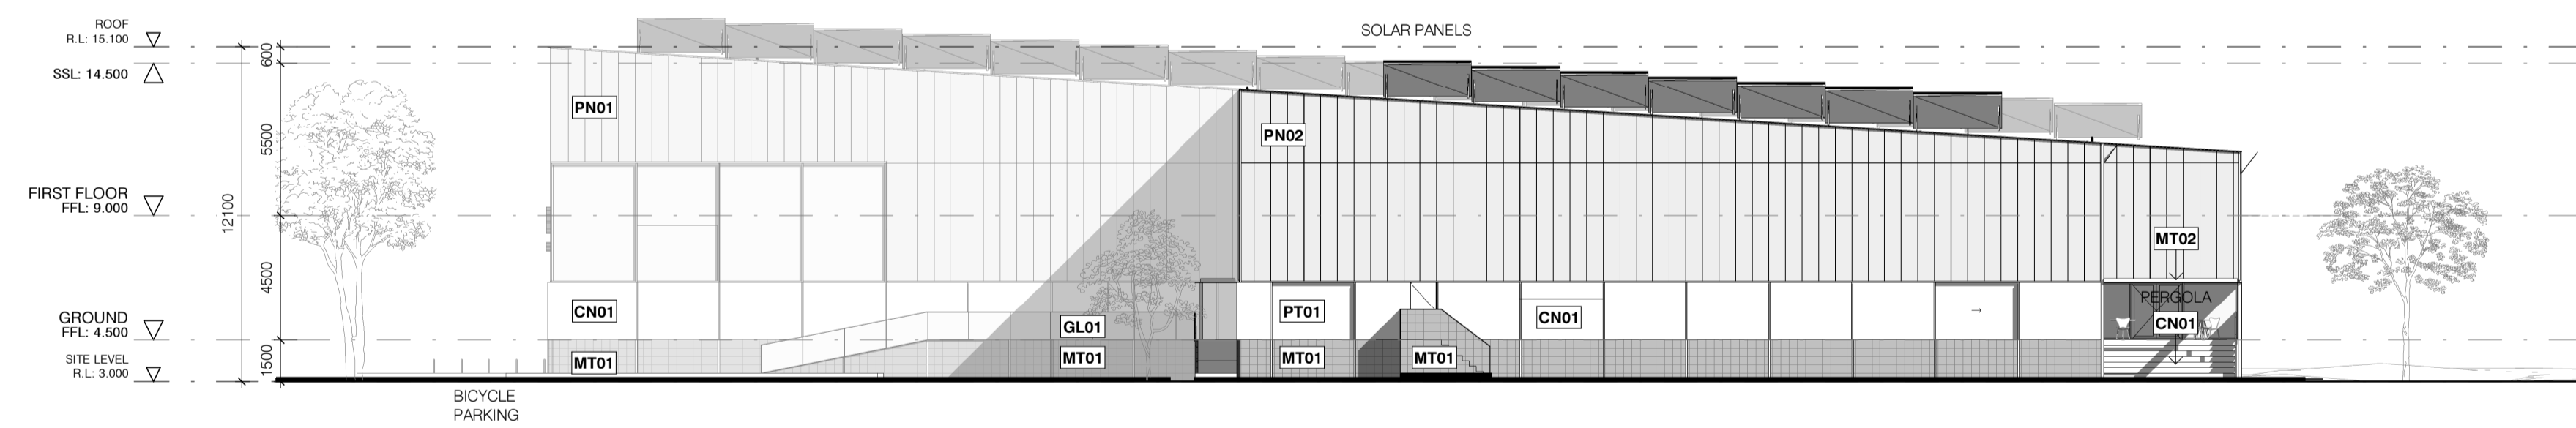 ROOF
R.L: 15.100
SSL: 14.500
FIRST FLOOR
FFL: 9.000
GROUND
FFL: 4.500
SITE LEVEL
R.L: 3.000
12100
600
5500
4500
1500
SOLAR PANELS
PN01
PN02
MT02
CN01
GL01
PT01
CN01
PERGOLA
CN01
MT01
MT01
MT01
MT01
BICYCLE
PARKING